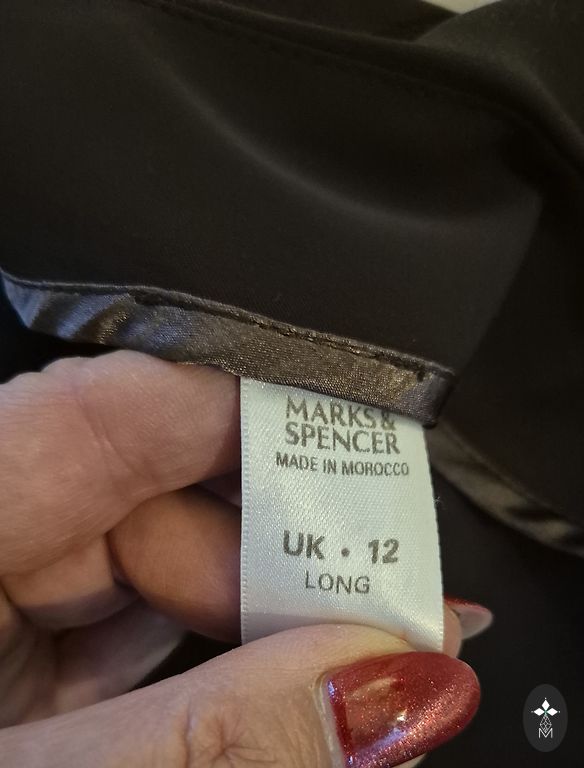 MARKS &
SPENCER
MADE IN MOROCCO
UK • 12
LONG